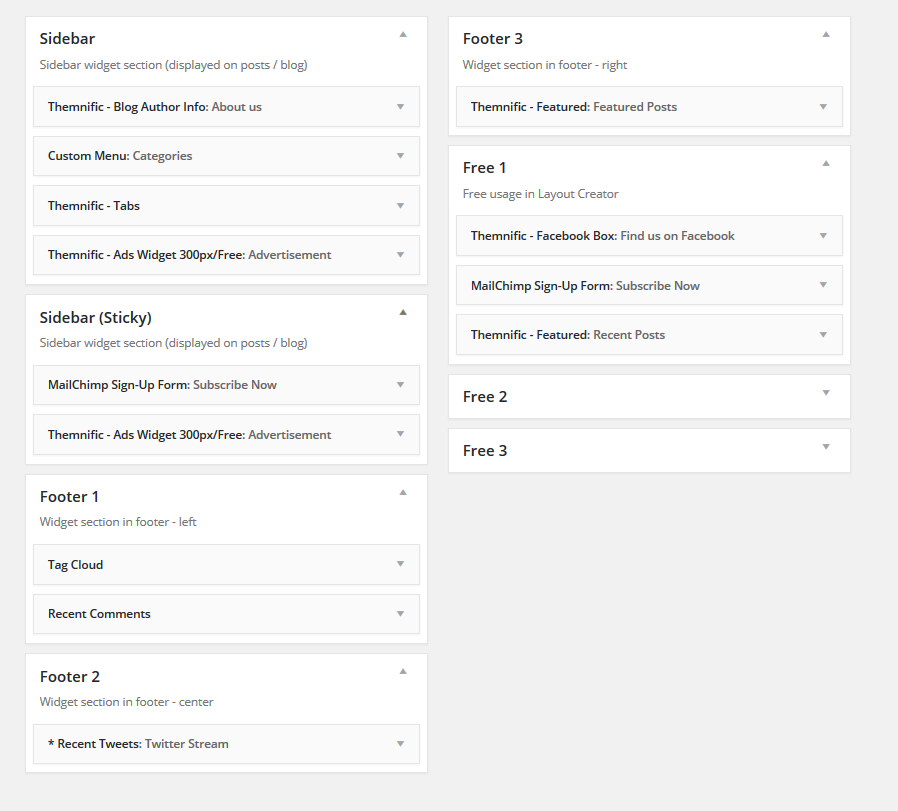 Sidebar
Sidebar widget section (displayed on posts / blog)
Themnific - Blog Author Info: About us
Custom Menu: Categories
Themnific - Tabs
Themnific - Ads Widget 300px/Free: Advertisement
Sidebar (Sticky)
Sidebar widget section (displayed on posts / blog)
MailChimp Sign-Up Form: Subscribe Now
Themnific - Ads Widget 300px/Free: Advertisement
Footer 1
Widget section in footer - left
Tag Cloud
Recent Comments
Footer 2
Widget section in footer - center
* Recent Tweets: Twitter Stream
Footer 3
Widget section in footer - right
Themnific - Featured: Featured Posts
Free 1
Free usage in Layout Creator
Themnific - Facebook Box: Find us on Facebook
MailChimp Sign-Up Form: Subscribe Now
Themnific - Featured: Recent Posts
Free 2
Free 3